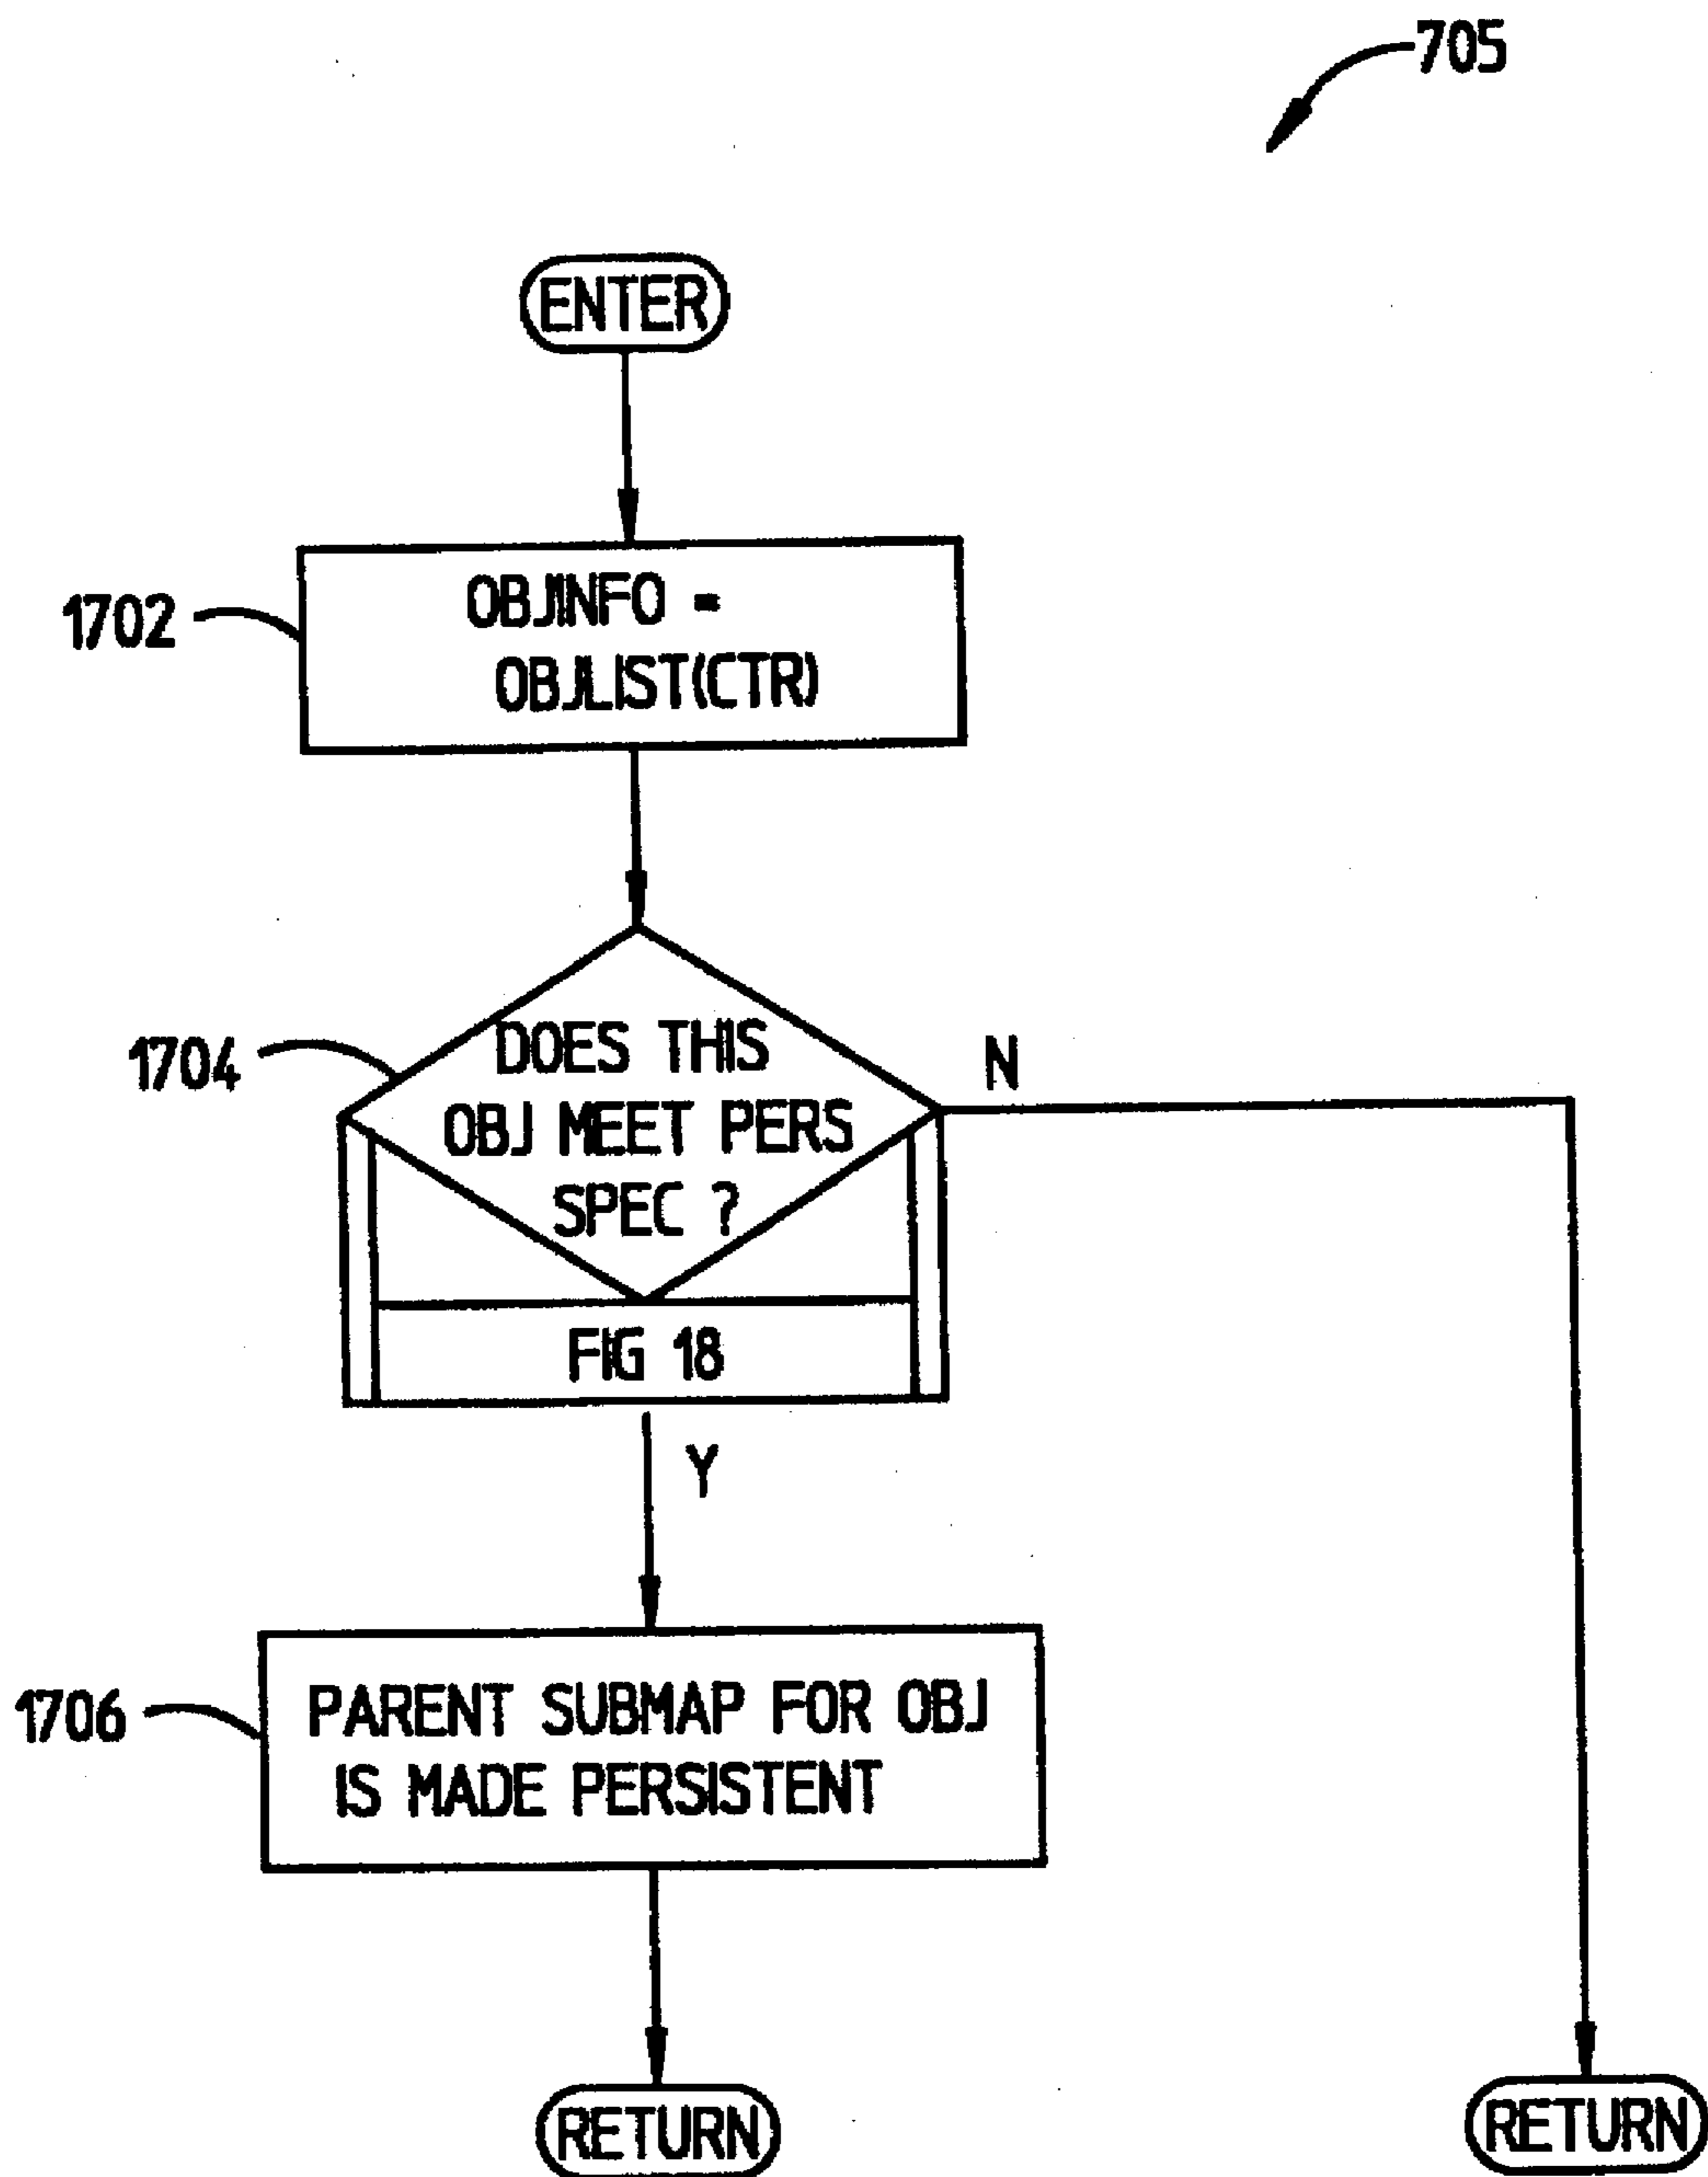 705
ENTER
1702
OBJINFO =
OBJLIST(CTR)
1704
DOES THIS
OBJ MEET PERS
SPEC ?
N
FIG 18
Y
1706
PARENT SUBMAP FOR OBJ
IS MADE PERSISTENT
RETURN
RETURN